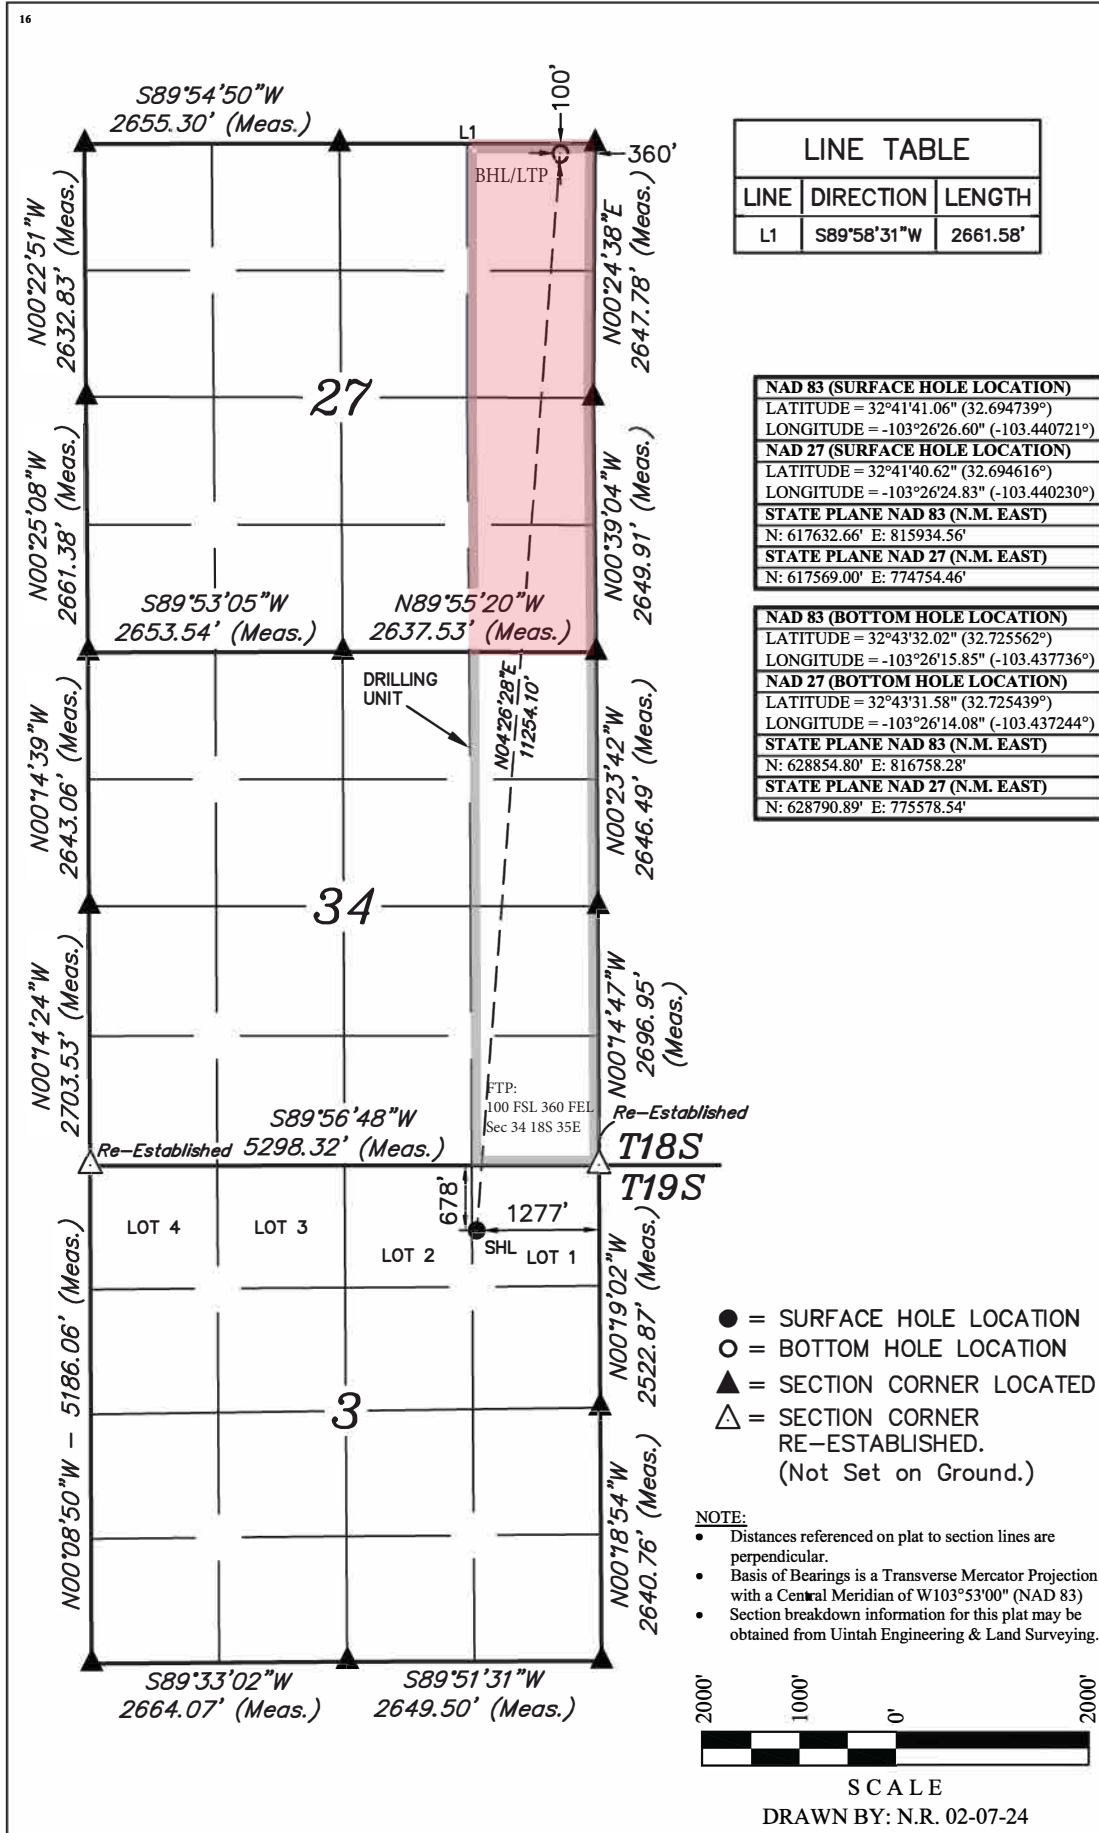 16
S89°54'50"W
2655.30' (Meas.)
100'
L1
360'
BHL/LTP
N00°22'51"W
2632.83' (Meas.)
N00°24'38"E
2647.78' (Meas.)
27
N00°25'08"W
2661.38' (Meas.)
N00°39'04"W
2649.91' (Meas.)
S89°53'05"W
2653.54' (Meas.)
N89°55'20"W
2637.53' (Meas.)
DRILLING
UNIT
N04°26'28"E
11254.10'
N00°14'39"W
2643.06' (Meas.)
N00°23'42"W
2646.49' (Meas.)
34
N00°14'24"W
2703.53' (Meas.)
N00°14'47"W
2696.95'
(Meas.)
FTP:
100 FSL 360 FEL
Sec 34 18S 35E
S89°56'48"W
5298.32' (Meas.)
Re-Established
Re-Established
T18S
T19S
678'
1277'
SHL
LOT 4
LOT 3
LOT 2
LOT 1
N00°08'50"W - 5186.06' (Meas.)
N00°19'02"W
2522.87' (Meas.)
3
N00°18'54"W
2640.76' (Meas.)
S89°33'02"W
2664.07' (Meas.)
S89°51'31"W
2649.50' (Meas.)
LINE TABLE
LINE DIRECTION LENGTH
L1 S89°58'31"W 2661.58'
NAD 83 (SURFACE HOLE LOCATION)
LATITUDE = 32°41'41.06" (32.694739°)
LONGITUDE = -103°26'26.60" (-103.440721°)
NAD 27 (SURFACE HOLE LOCATION)
LATITUDE = 32°41'40.62" (32.694616°)
LONGITUDE = -103°26'24.83" (-103.440230°)
STATE PLANE NAD 83 (N.M. EAST)
N: 617632.66' E: 815934.56'
STATE PLANE NAD 27 (N.M. EAST)
N: 617569.00' E: 774754.46'
NAD 83 (BOTTOM HOLE LOCATION)
LATITUDE = 32°43'32.02" (32.725562°)
LONGITUDE = -103°26'15.85" (-103.437736°)
NAD 27 (BOTTOM HOLE LOCATION)
LATITUDE = 32°43'31.58" (32.725439°)
LONGITUDE = -103°26'14.08" (-103.437244°)
STATE PLANE NAD 83 (N.M. EAST)
N: 628854.80' E: 816758.28'
STATE PLANE NAD 27 (N.M. EAST)
N: 628790.89' E: 775578.54'
= SURFACE HOLE LOCATION
= BOTTOM HOLE LOCATION
= SECTION CORNER LOCATED
= SECTION CORNER
RE-ESTABLISHED.
(Not Set on Ground.)
NOTE:
• Distances referenced on plat to section lines are
perpendicular.
• Basis of Bearings is a Transverse Mercator Projection
with a Central Meridian of W103°53'00" (NAD 83)
• Section breakdown information for this plat may be
obtained from Uintah Engineering & Land Surveying.
2000' 1000' 0' 2000'
SCALE
DRAWN BY: N.R. 02-07-24